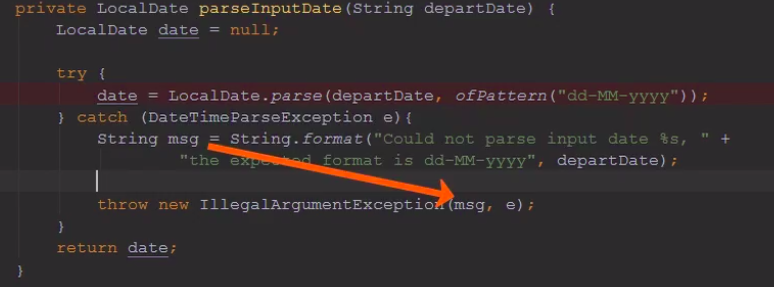 private LocalDate parseInputDate(String departDate) {
LocalDate date = null;
try {
date = LocalDate.parse(departDate, ofPattern("dd-MM-yyyy"));
} catch (DateTimeParseException e){
String msg = String.format("Could not parse input date %s, " +
"the expected format is dd-MM-yyyy", departDate);
throw new IllegalArgumentException(msg, e);
}
return date;
}